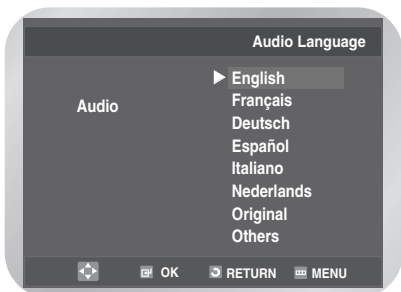 Audio Language
English
Audio
Français
Deutsch
Español
Italiano
Nederlands
Original
Others
OK RETURN MENU